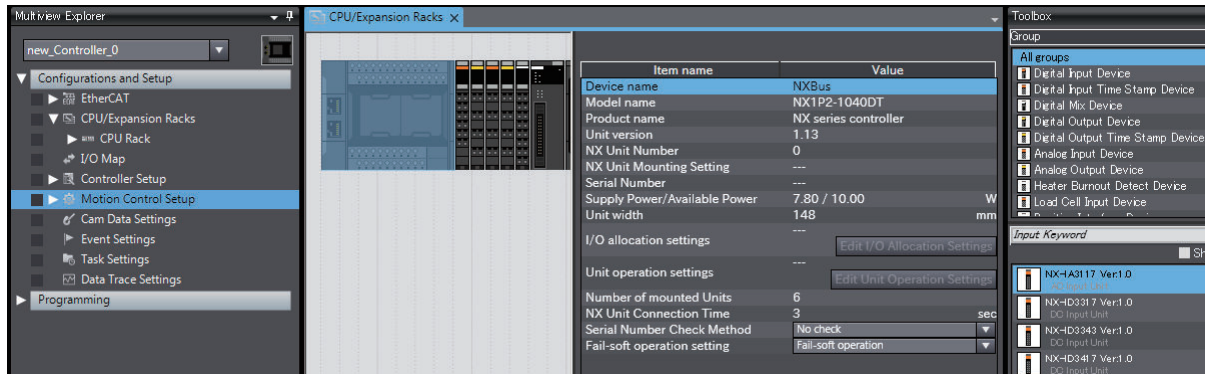 Multiview Explorer
new_Controller_0
Configurations and Setup
EtherCAT
CPU/Expansion Racks
CPU Rack
I/O Map
Controller Setup
Motion Control Setup
Cam Data Settings
Event Settings
Task Settings
Data Trace Settings
Programming
CPU/Expansion Racks
Item name Value
Device name NXBus
Model name NX1P2-1040DT
Product name NX series controller
Unit version 1.13
NX Unit Number 0
NX Unit Mounting Setting ---
Serial Number ---
Supply Power/Available Power 7.80 / 10.00 W
Unit width 148 mm
I/O allocation settings ---
Edit I/O Allocation Settings
Unit operation settings ---
Edit Unit Operation Settings
Number of mounted Units 6
NX Unit Connection Time 3 sec
Serial Number Check Method No check
Fail-soft operation setting Fail-soft operation
Toolbox
Group
All groups
Digital Input Device
Digital Input Time Stamp Device
Digital Mix Device
Digital Output Device
Digital Output Time Stamp Device
Analog Input Device
Analog Output Device
Heater Burnout Detect Device
Load Cell Input Device
Input Keyword
Sh
NX-IA3117 Ver.1.0
AC Input Unit
NX-ID3317 Ver.1.0
DC Input Unit
NX-ID3343 Ver.1.0
DC Input Unit
NX-ID3417 Ver.1.0
DC Input Unit